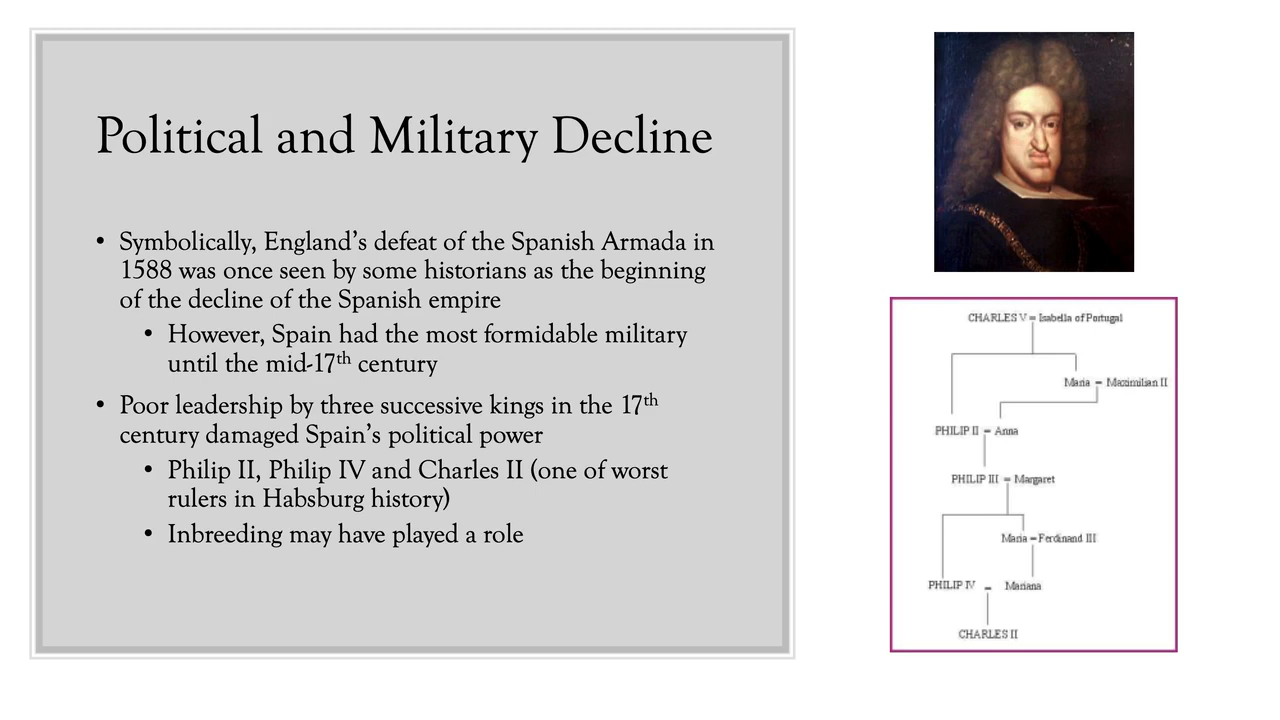 Political and Military Decline
• Symbolically, England’s defeat of the Spanish Armada in
1588 was once seen by some historians as the beginning
of the decline of the Spanish empire
• However, Spain had the most formidable military
until the mid-17th century
• Poor leadership by three successive kings in the 17th
century damaged Spain’s political power
• Philip II, Philip IV and Charles II (one of worst
rulers in Habsburg history)
• Inbreeding may have played a role
CHARLES V = Isabella of Portugal
Maria = Maximilian II
PHILIP II = Anna
PHILIP III = Margaret
Maria = Ferdinand III
PHILIP IV = Mariana
CHARLES II